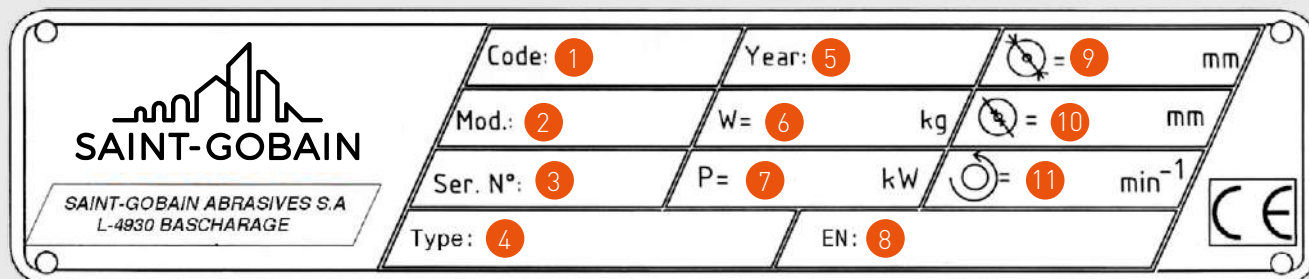 SAINT-GOBAIN
SAINT-GOBAIN ABRASIVES S.A
L-4930 BASCHARAGE
Code: 1 Year: 5 = 9 mm
Mod.: 2 W= 6 kg = 10 mm
Ser. N°: 3 P= 7 kW = 11 min⁻¹
Type: 4 EN: 8
CE